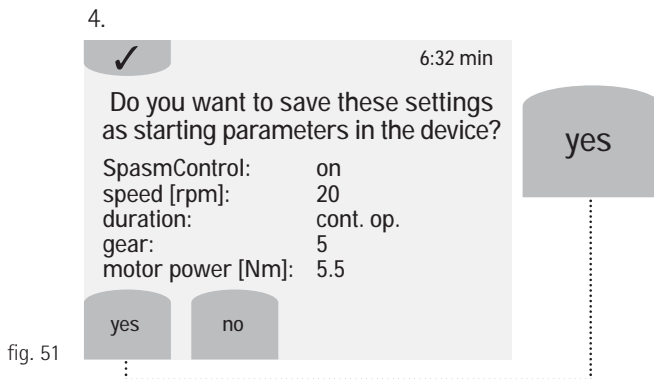 4.
✓ 6:32 min
Do you want to save these settings
as starting parameters in the device?
SpasmControl: on
speed [rpm]: 20
duration: cont. op.
gear: 5
motor power [Nm]: 5.5
yes
yes no
fig. 51